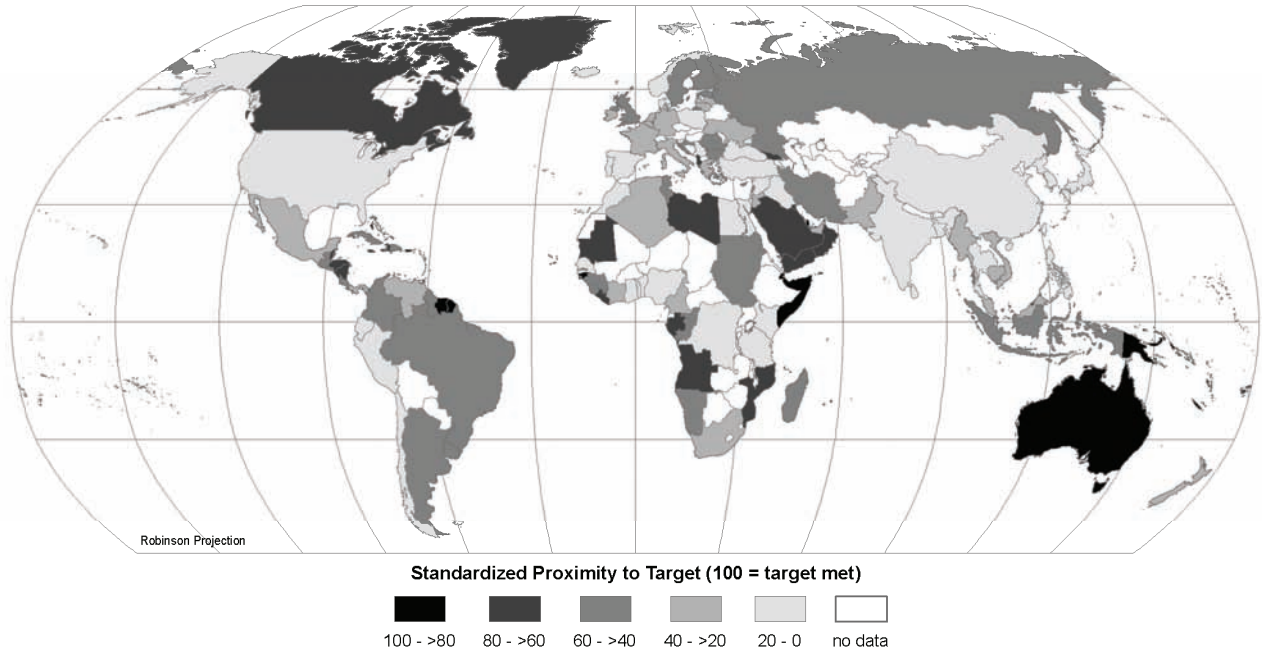 Robinson Projection
Standardized Proximity to Target (100 = target met)
100 - >80 80 - >60 60 - >40 40 - >20 20 - 0 no data